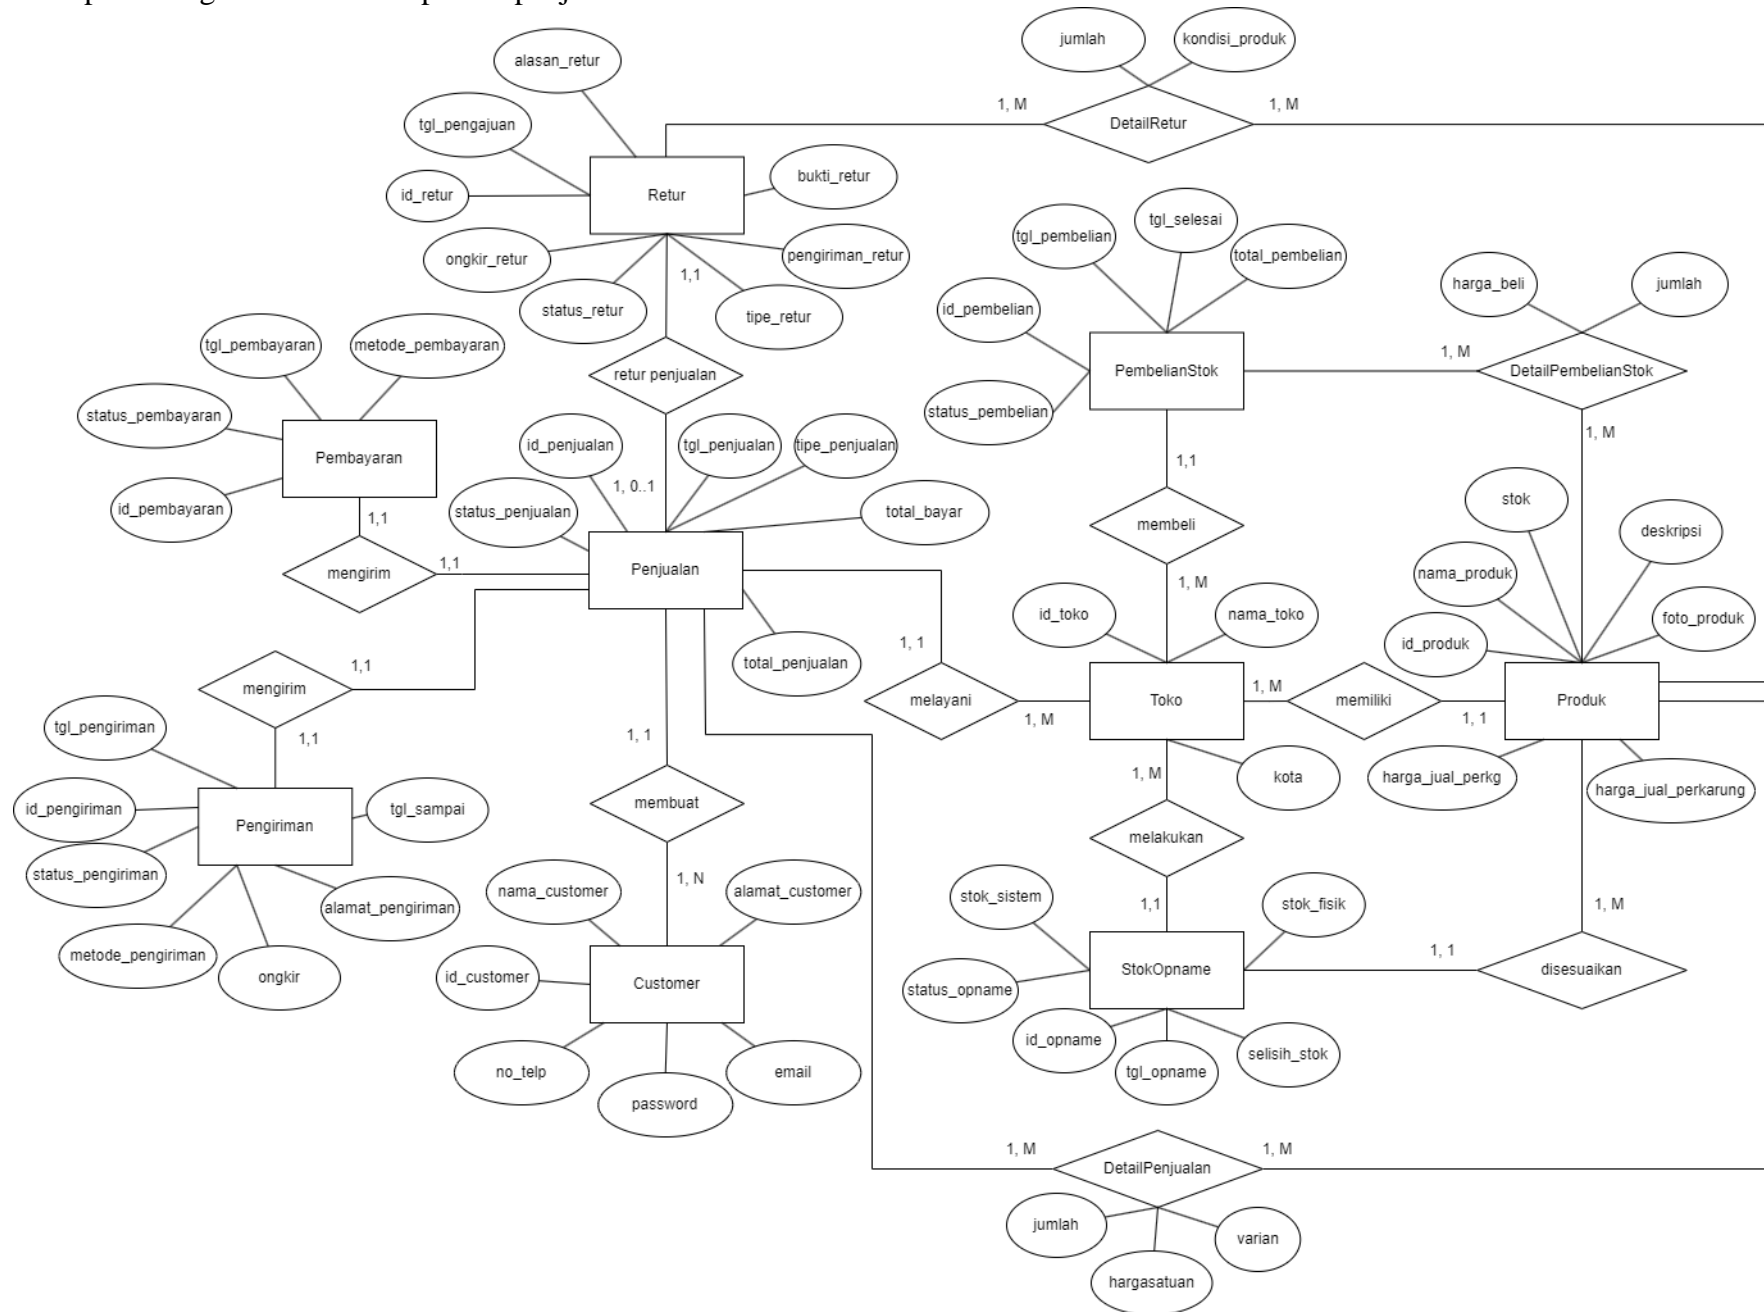 jumlah
kondisi_produk
alasan_retur
1, M
1, M
DetailRetur
tgl_pengajuan
bukti_retur
id_retur
Retur
tgl_selesai
tgl_pembelian
total_pembelian
ongkir_retur
pengiriman_retur
1,1
harga_beli
jumlah
status_retur
tipe_retur
id_pembelian
tgl_pembayaran
metode_pembayaran
1, M
retur penjualan
PembelianStok
DetailPembelianStok
status_pembayaran
status_pembelian
1, M
id_penjualan
tgl_penjualan
tipe_penjualan
Pembayaran
1,1
1, 0..1
stok
id_pembayaran
status_penjualan
total_bayar
1,1
membeli
deskripsi
1,1
mengirim
Penjualan
nama_produk
1, M
id_toko
nama_toko
foto_produk
1, 1
id_produk
1,1
total_penjualan
mengirim
1, M
melayani
Toko
memiliki
Produk
1, M
1, 1
tgl_pengiriman
1,1
1, 1
1, M
kota
harga_jual_perkg
harga_jual_perkarung
membuat
id_pengiriman
tgl_sampai
Pengiriman
melakukan
status_pengiriman
1, N
nama_customer
alamat_customer
stok_sistem
1,1
stok_fisik
1, M
alamat_pengiriman
metode_pengiriman
1, 1
ongkir
id_customer
Customer
StokOpname
disesuaikan
status_opname
id_opname
selisih_stok
no_telp
email
tgl_opname
password
1, M
1, M
DetailPenjualan
jumlah
varian
hargasatuan